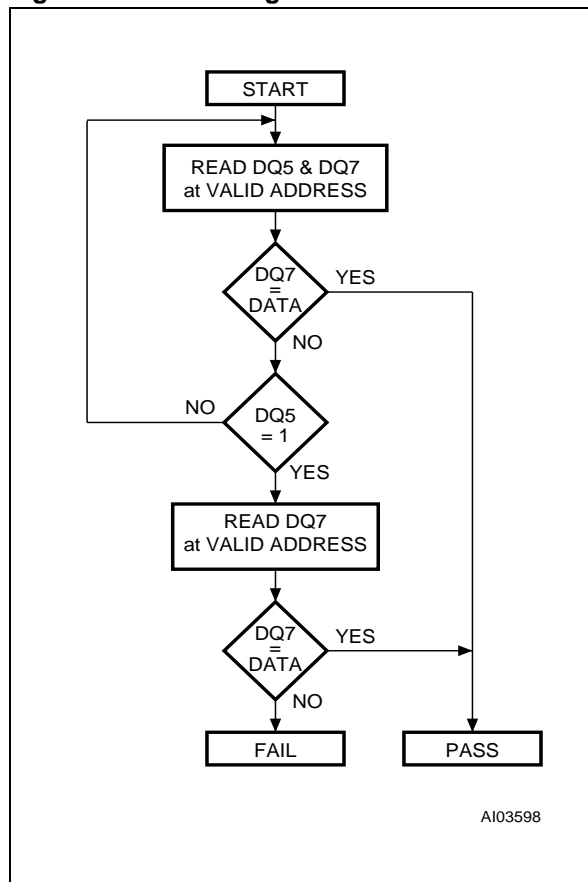 START
READ DQ5 & DQ7
at VALID ADDRESS
DQ7
=
DATA
YES
NO
DQ5
= 1
NO
YES
READ DQ7
at VALID ADDRESS
DQ7
=
DATA
YES
NO
FAIL
PASS
AI03598